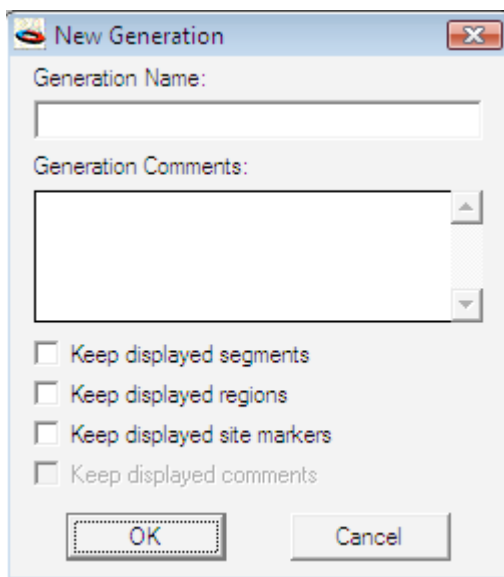 New Generation
Generation Name:
Generation Comments:
Keep displayed segments
Keep displayed regions
Keep displayed site markers
Keep displayed comments
OK Cancel